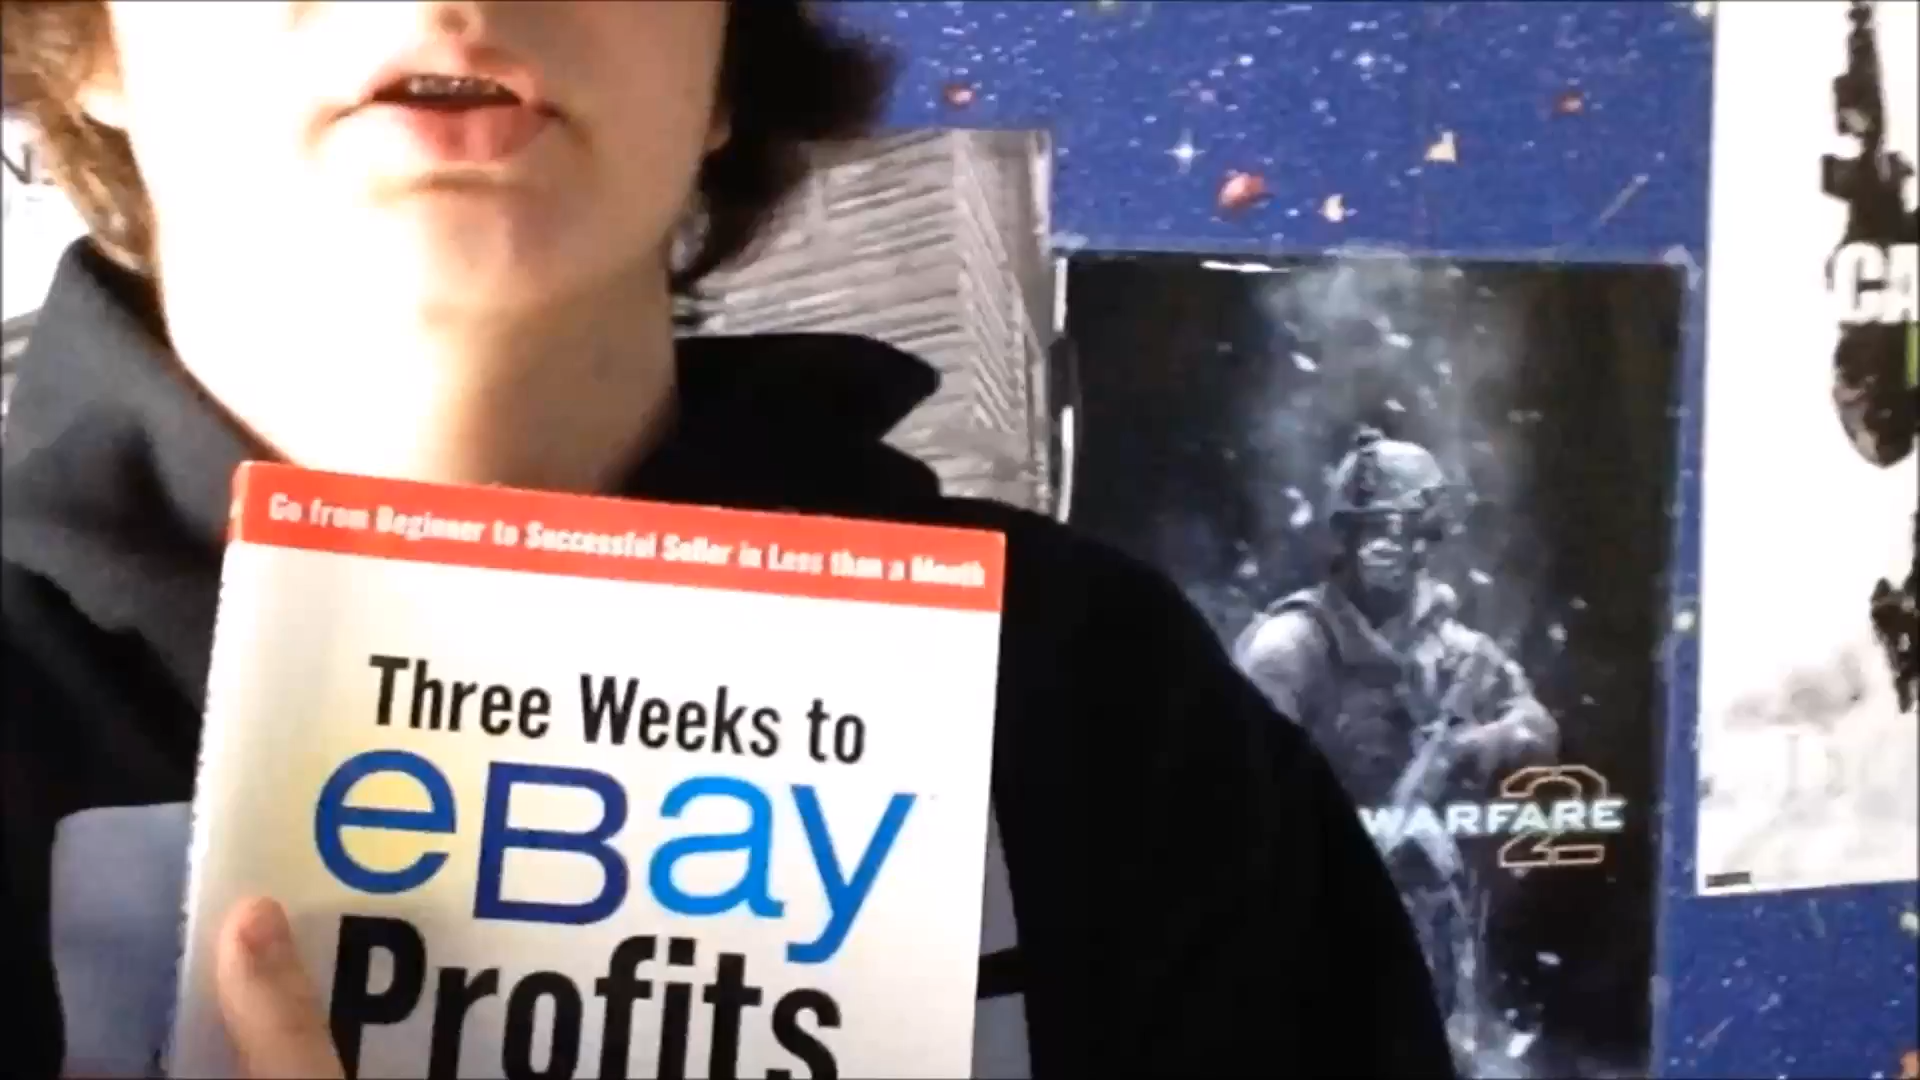 Go from Beginner to Successful Seller in Less than a Month
Three Weeks to
eBay
Profits
WARFARE
2